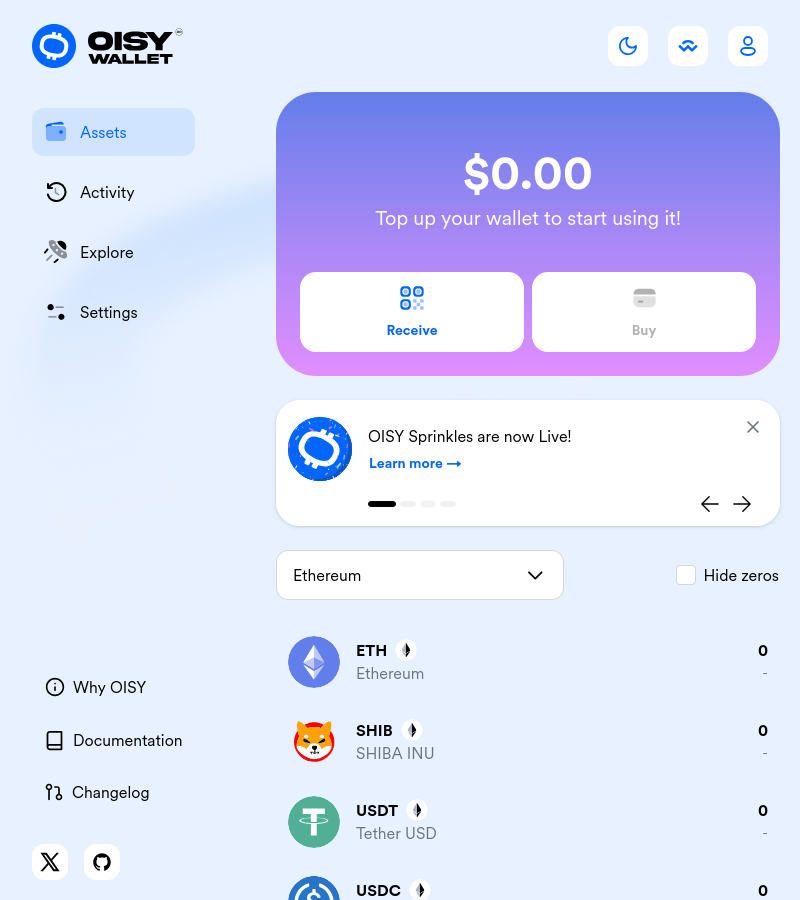 OISY
WALLET
Assets
Activity
Explore
Settings
$0.00
Top up your wallet to start using it!
Receive
Buy
OISY Sprinkles are now Live!
Learn more →
Ethereum
Hide zeros
ETH
0
Ethereum
-
SHIB
0
SHIBA INU
-
USDT
0
Tether USD
-
USDC
0
Why OISY
Documentation
Changelog